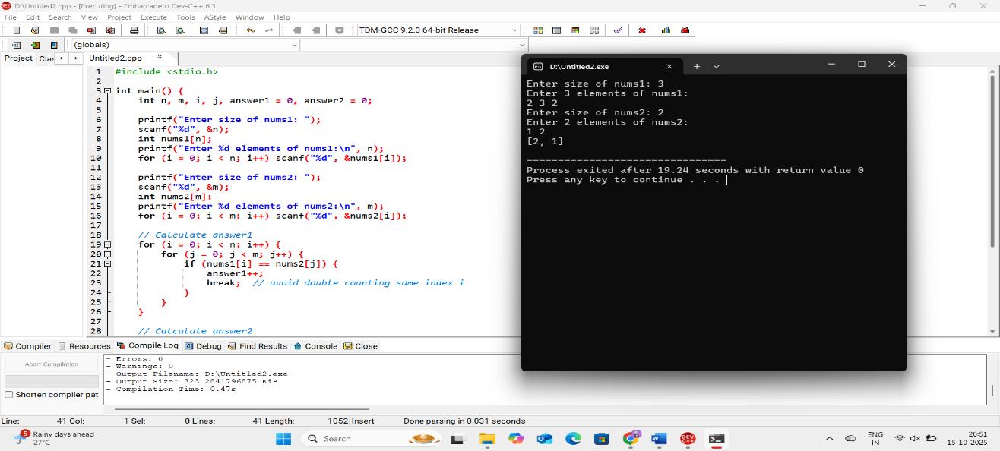 D:\Untitled2.cpp - [Executing] - Embarcadero Dev-C++ 6.3
File Edit Search View Project Execute Tools AStyle Window Help
TDM-GCC 9.2.0 64-bit Release
(globals)
Project Clas Untitled2.cpp
1 #include <stdio.h>
2
3 int main() {
4 int n, m, i, j, answer1 = 0, answer2 = 0;
5
6 printf("Enter size of nums1: ");
7 scanf("%d", &n);
8 int nums1[n];
9 printf("Enter %d elements of nums1:\n", n);
10 for (i = 0; i < n; i++) scanf("%d", &nums1[i]);
11
12 printf("Enter size of nums2: ");
13 scanf("%d", &m);
14 int nums2[m];
15 printf("Enter %d elements of nums2:\n", m);
16 for (i = 0; i < m; i++) scanf("%d", &nums2[i]);
17
18 // Calculate answer1
19 for (i = 0; i < n; i++) {
20 for (j = 0; j < m; j++) {
21 if (nums1[i] == nums2[j]) {
22 answer1++;
23 break; // avoid double counting same index i
24 }
25 }
26 }
27
28 // Calculate answer2
D:\Untitled2.exe
Enter size of nums1: 3
Enter 3 elements of nums1:
2 3 2
Enter size of nums2: 2
Enter 2 elements of nums2:
1 2
[2, 1]
--------------------------------
Process exited after 19.24 seconds with return value 0
Press any key to continue . . .
Compiler Resources Compile Log Debug Find Results Console Close
Abort Compilation
Shorten compiler pat
- Errors: 0
- Warnings: 0
- Output Filename: D:\Untitled2.exe
- Output Size: 323.2841796875 KiB
- Compilation Time: 0.47s
Line: 41 Col: 1 Sel: 0 Lines: 41 Length: 1052 Insert Done parsing in 0.031 seconds
5
Rainy days ahead
27°C
Search
DEV C++
ENG
IN
20:51
15-10-2025